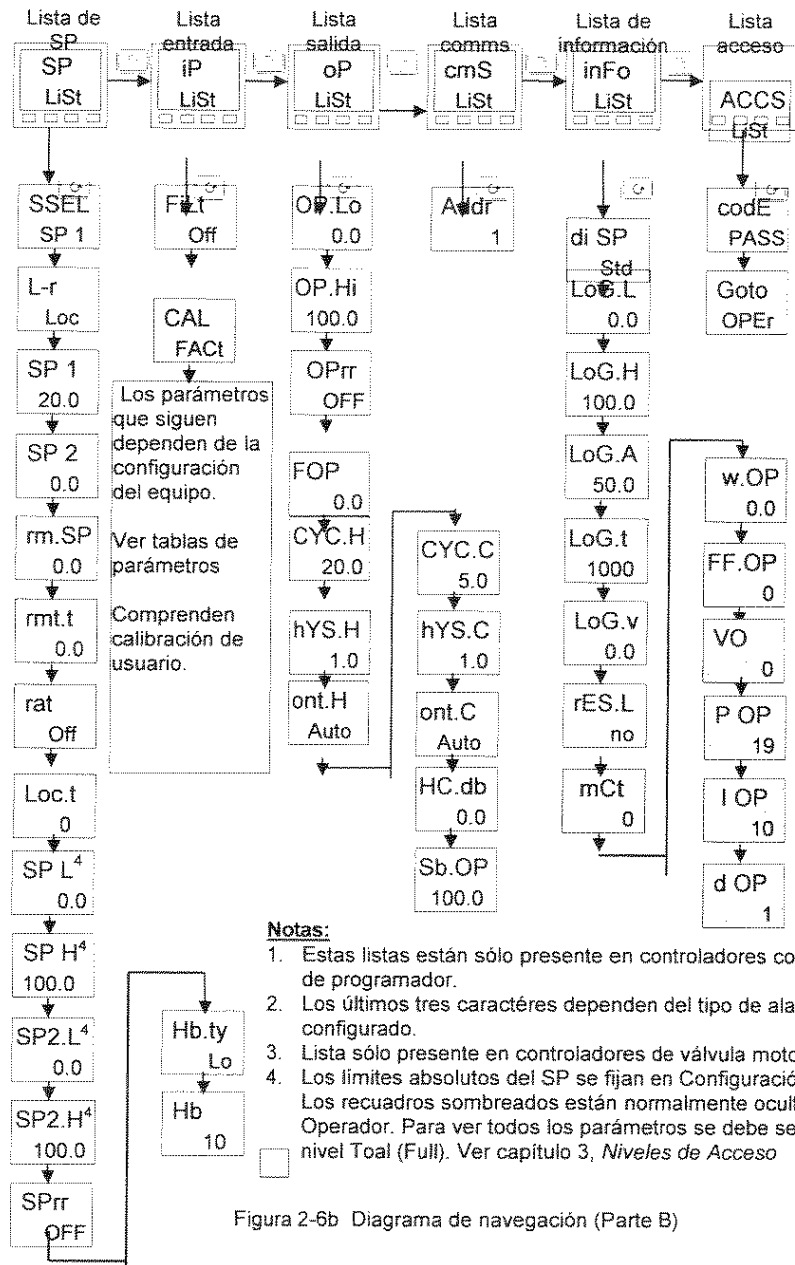 Lista de
SP
SP
LiSt
SSEL
SP 1
L-r
Loc
SP 1
20.0
SP 2
0.0
rm.SP
0.0
rmt.t
0.0
rat
Off
Loc.t
0
SP L4
0.0
SP H4
100.0
SP2.L4
0.0
SP2.H4
100.0
SPrr
OFF
Hb.ty
Lo
Hb
10
Lista
entrada
iP
LiSt
FiLt
Off
CAL
FACt
Los parámetros
que siguen
dependen de la
configuración
del equipo.
Ver tablas de
parámetros
Comprenden
calibración de
usuario.
Lista
salida
oP
LiSt
OP.Lo
0.0
OP.Hi
100.0
OPrr
OFF
FOP
0.0
CYC.H
20.0
hYS.H
1.0
ont.H
Auto
CYC.C
5.0
hYS.C
1.0
ont.C
Auto
HC.db
0.0
Sb.OP
100.0
Lista
comms
cmS
LiSt
Addr
1
Lista de
información
inFo
LiSt
di SP
Std
LoG.L
0.0
LoG.H
100.0
LoG.A
50.0
LoG.t
1000
LoG.v
0.0
rES.L
no
mCt
0
w.OP
0.0
FF.OP
0
VO
0
P OP
19
I OP
10
d OP
1
Lista
acceso
ACCS
LiSt
codE
PASS
Goto
OPEr
Notas:
1. Estas listas están sólo presente en controladores co
de programador.
2. Los últimos tres caractéres dependen del tipo de ala
configurado.
3. Lista sólo presente en controladores de válvula moto
4. Los límites absolutos del SP se fijan en Configuració
Los recuadros sombreados están normalmente ocul
Operador. Para ver todos los parámetros se debe se
nivel Toal (Full). Ver capítulo 3, Niveles de Acceso
Figura 2-6b Diagrama de navegación (Parte B)